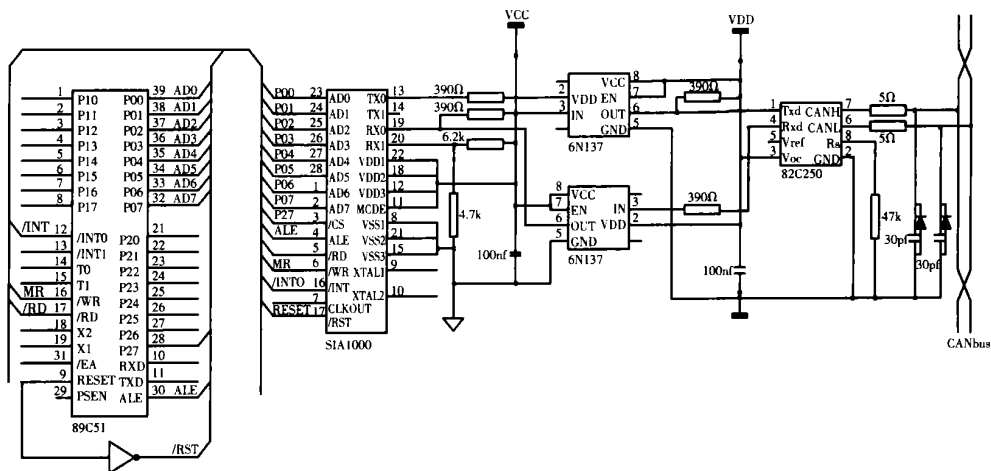 VCC
VDD
1 P10 P00 39 AD0
2 P11 P01 38 AD1
3 P12 P02 37 AD2
4 P13 P03 36 AD3
5 P14 P04 35 AD4
6 P15 P05 34 AD5
7 P16 P06 33 AD6
8 P17 P07 32 AD7
/INT 12 /INT0 P20 21
13 /INT1 P21 22
14 T0 P22 23
15 T1 P23 24
MR 16 /WR P24 25
/RD 17 /RD P25 26
18 X2 P26 27
19 X1 P27 28
31 /EA RXD 10
9 RESET TXD 11
29 PSEN ALE 30 ALE
89C51
/RST
P00 23 AD0 TX0 13
P01 24 AD1 TX1 14
P02 25 AD2 RX0 19
P03 26 AD3 RX1 20
P04 27 AD4 VDD1 22
P05 28 AD5 VDD2 18
P06 1 AD6 VDD3 12
P07 2 AD7 MCDE 11
P27 3 /CS VSS1 8
ALE 4 ALE VSS2 21
5 /RD VSS3 15
MR 6 /WR XTAL1 9
/INTO 16 /INT
7 CLKOUT XTAL2 10
RESET 17 /RST
SIA1000
390Ω
390Ω
6.2k
4.7k
100nf
VCC 8
2 VDD EN 7
3 IN OUT 6
GND 5
6N137
390Ω
8 VCC
7 EN IN 3
6 OUT VDD 2
5 GND
6N137
390Ω
100nf
1 Txd CANH 7
4 Rxd CANL 6
5 Vref Rs 8
3 Voc GND 2
82C250
5Ω
5Ω
47k
30pf
30pf
CANbus